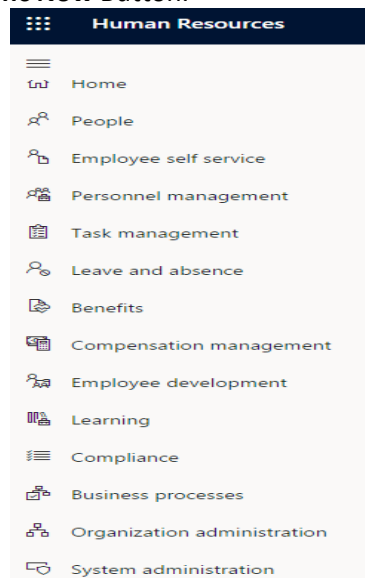 Human Resources
Home
People
Employee self service
Personnel management
Task management
Leave and absence
Benefits
Compensation management
Employee development
Learning
Compliance
Business processes
Organization administration
System administration